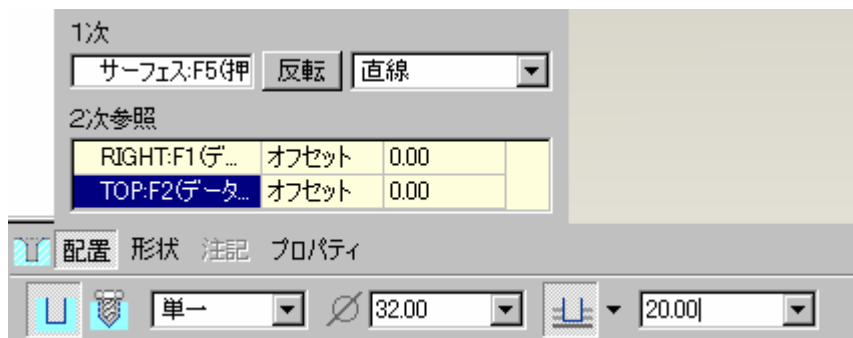 1次
サーフェス:F5(押 反転 直線
2次参照
RIGHT:F1(デ... オフセット 0.00
TOP:F2(データ... オフセット 0.00
配置 形状 注記 プロパティ
単一 32.00 20.00